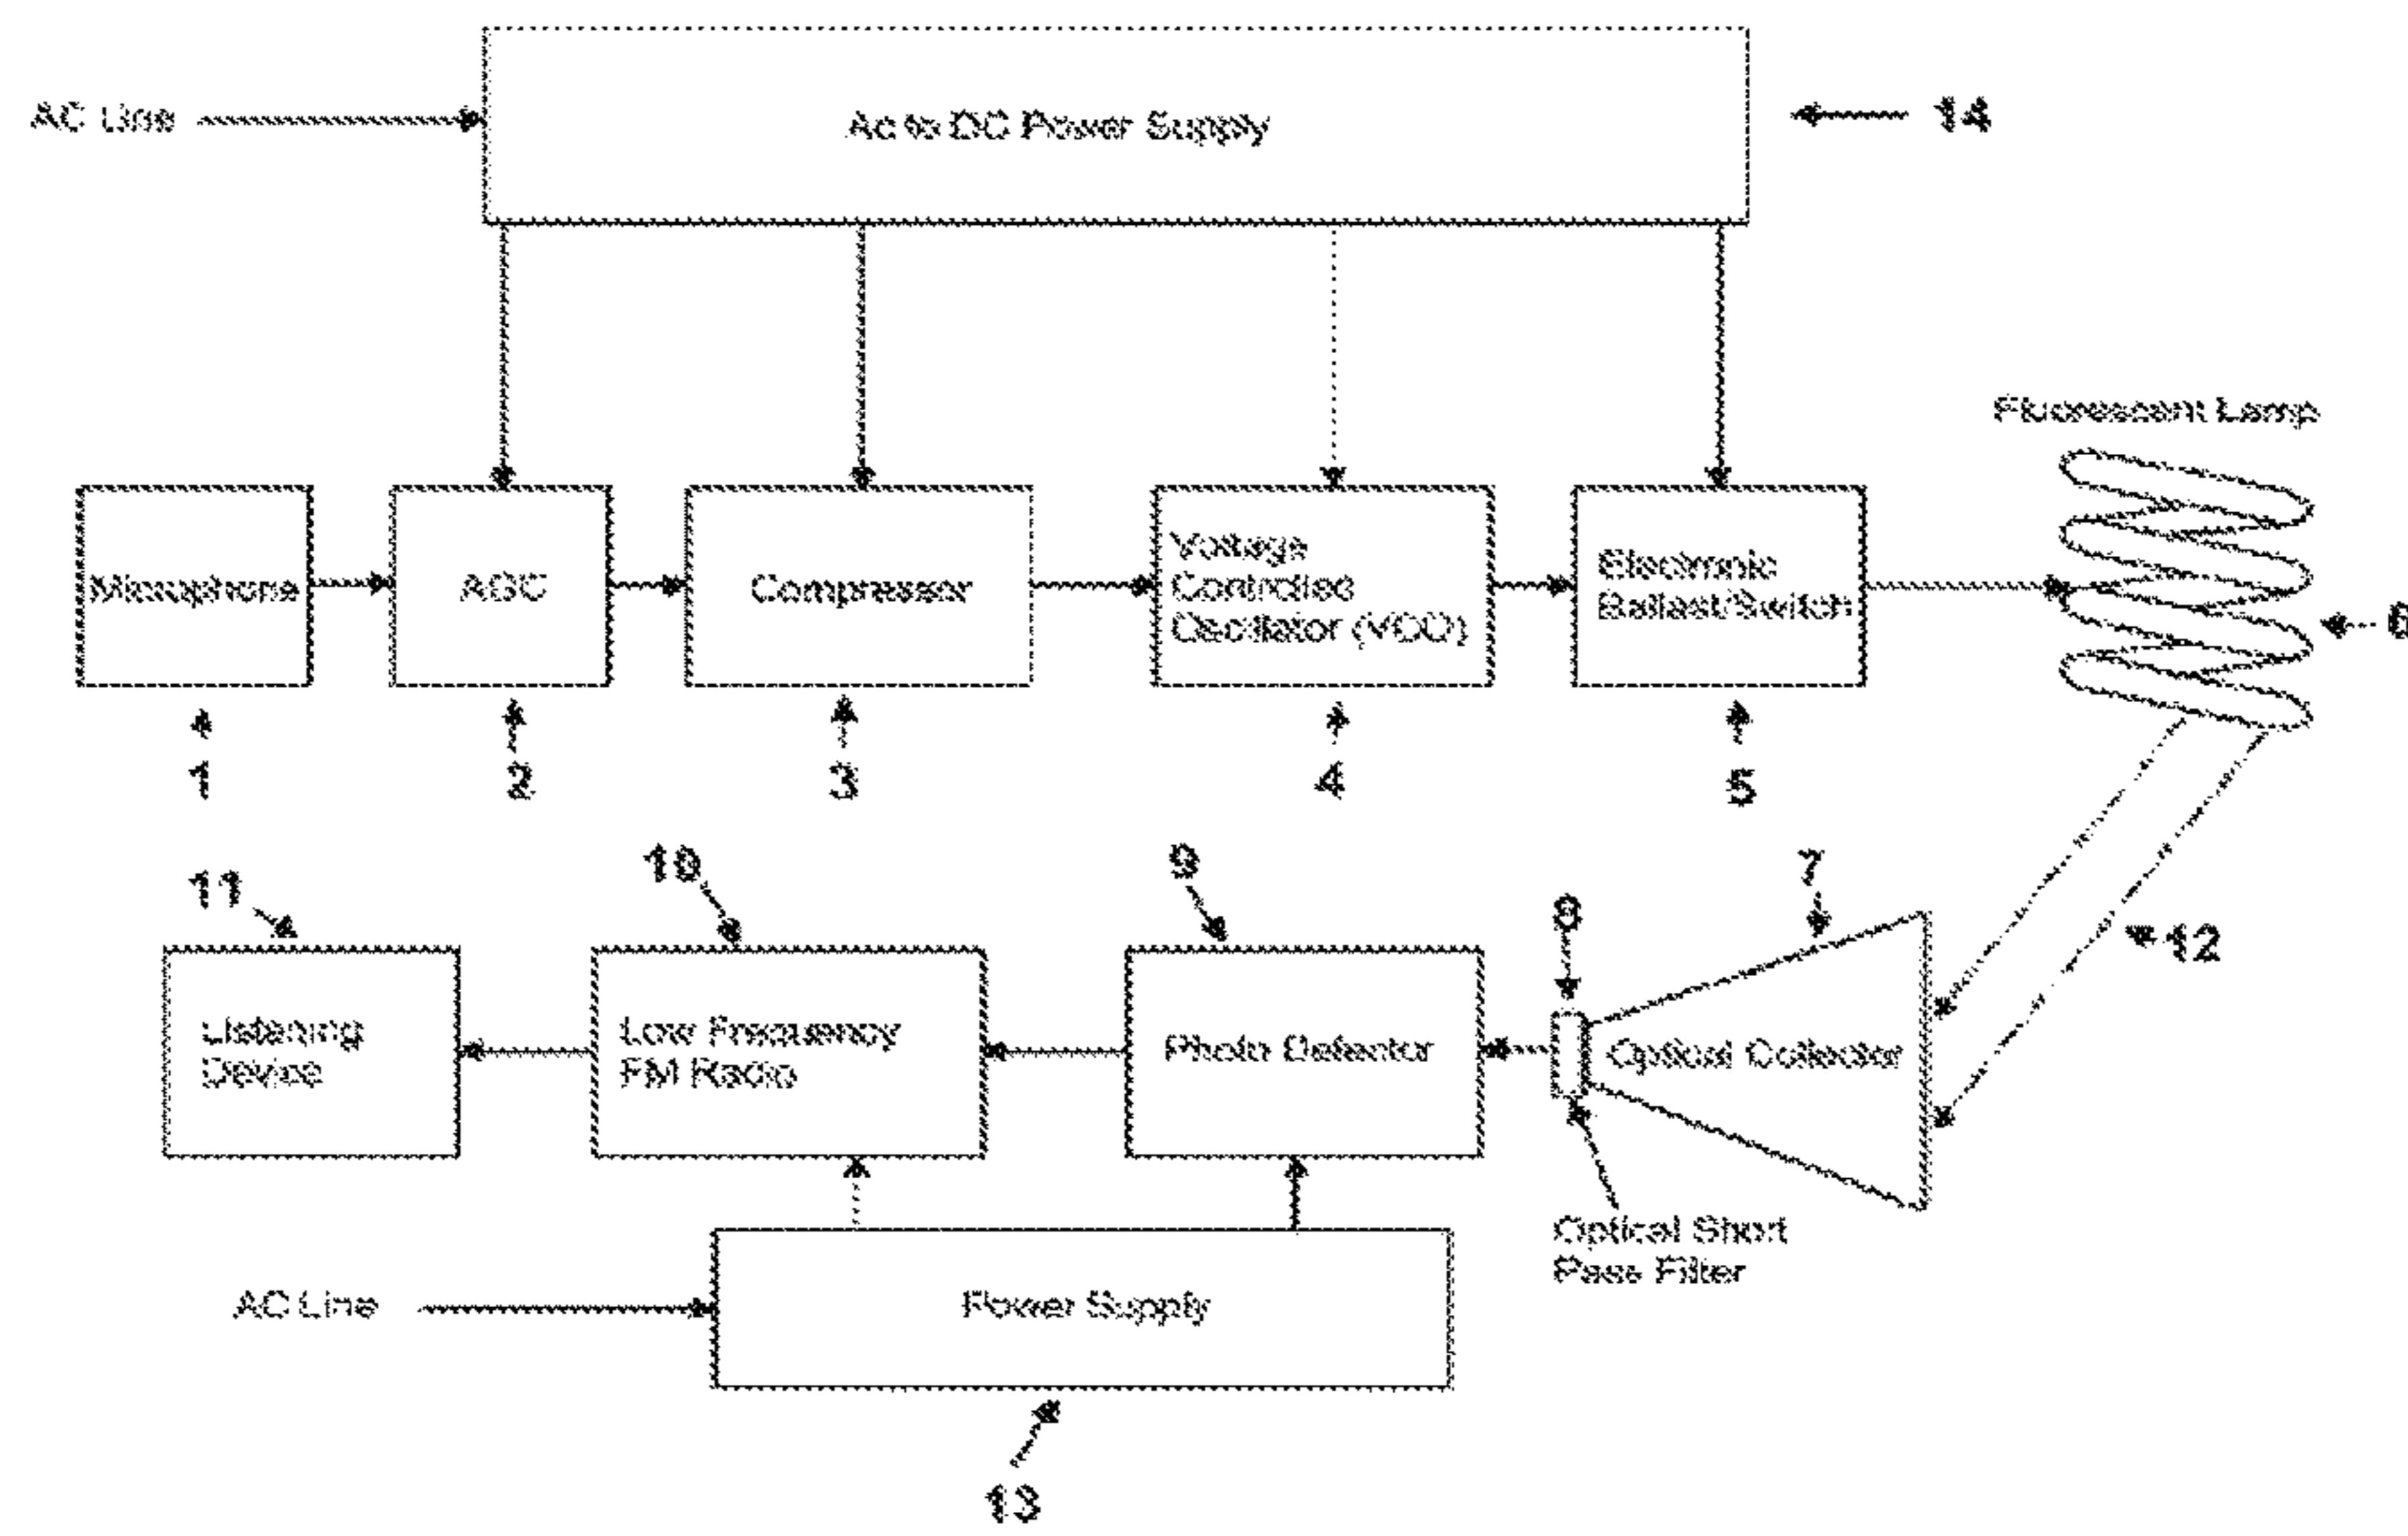 AC Line
Ac to DC Power Supply
14
Fluorescent Lamp
Microphone
AGC
Compressor
Voltage
Controlled
Oscillator (VCO)
Electronic
Ballast/Switch
6
1
2
3
4
5
11
10
9
8
7
12
Listening
Device
Low Frequency
FM Radio
Photo Detector
Optical Collector
Optical Short
Pass Filter
AC Line
Power Supply
13